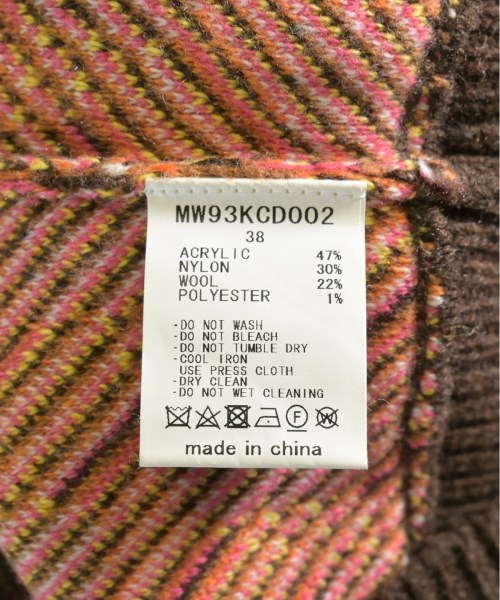 MW93KCD002
38
ACRYLIC 47%
NYLON 30%
WOOL 22%
POLYESTER 1%
-DO NOT WASH
-DO NOT BLEACH
-DO NOT TUMBLE DRY
-COOL IRON
USE PRESS CLOTH
-DRY CLEAN
-DO NOT WET CLEANING
F W
made in china